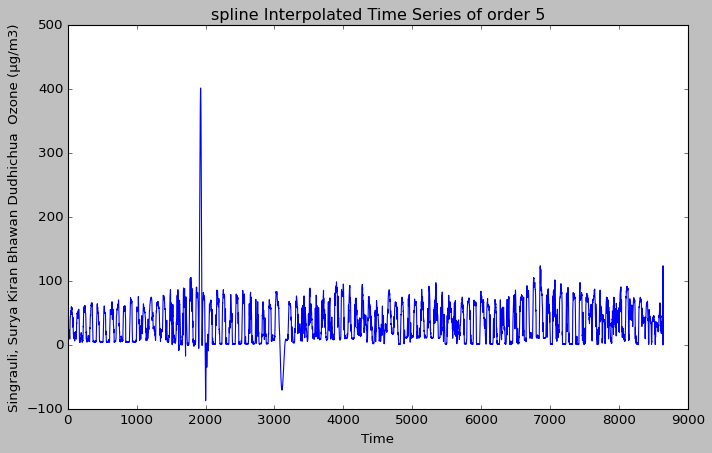 spline Interpolated Time Series of order 5
Singrauli, Surya Kiran Bhawan Dudhichua  Ozone (µg/m3)
500
400
300
200
100
0
−100
0 1000 2000 3000 4000 5000 6000 7000 8000 9000
Time